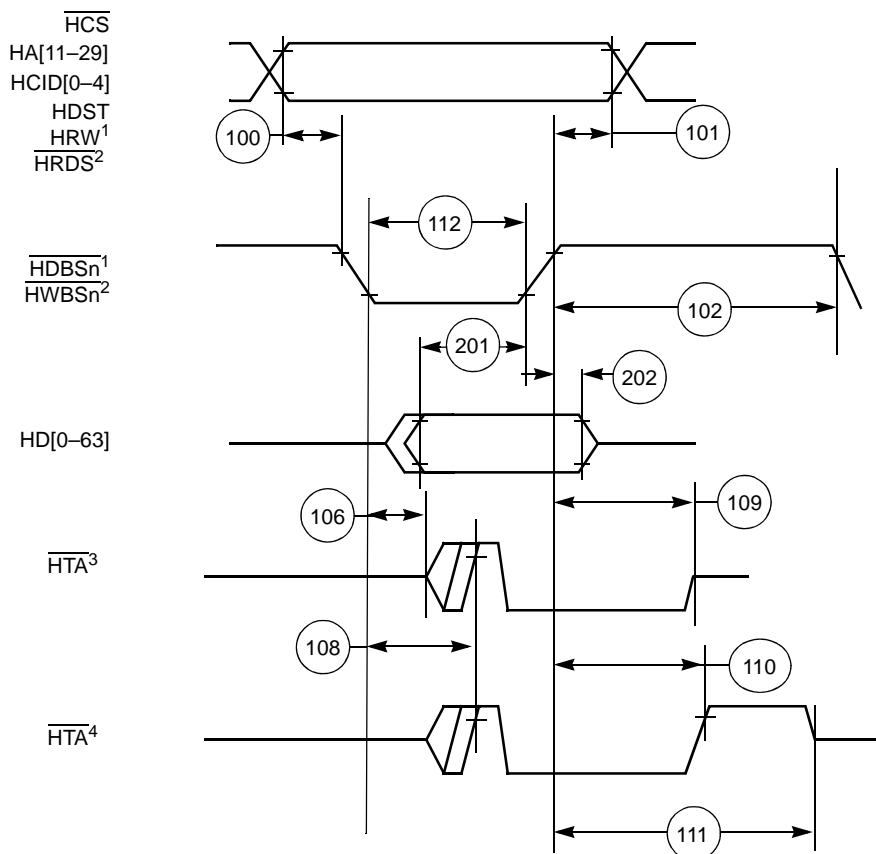 HCS
HA[11–29]
HCID[0–4]
HDST
HRW1
HRDS2
100
101
112
HDBSn1
HWBSn2
102
201
202
HD[0–63]
106
109
HTA3
108
110
HTA4
111